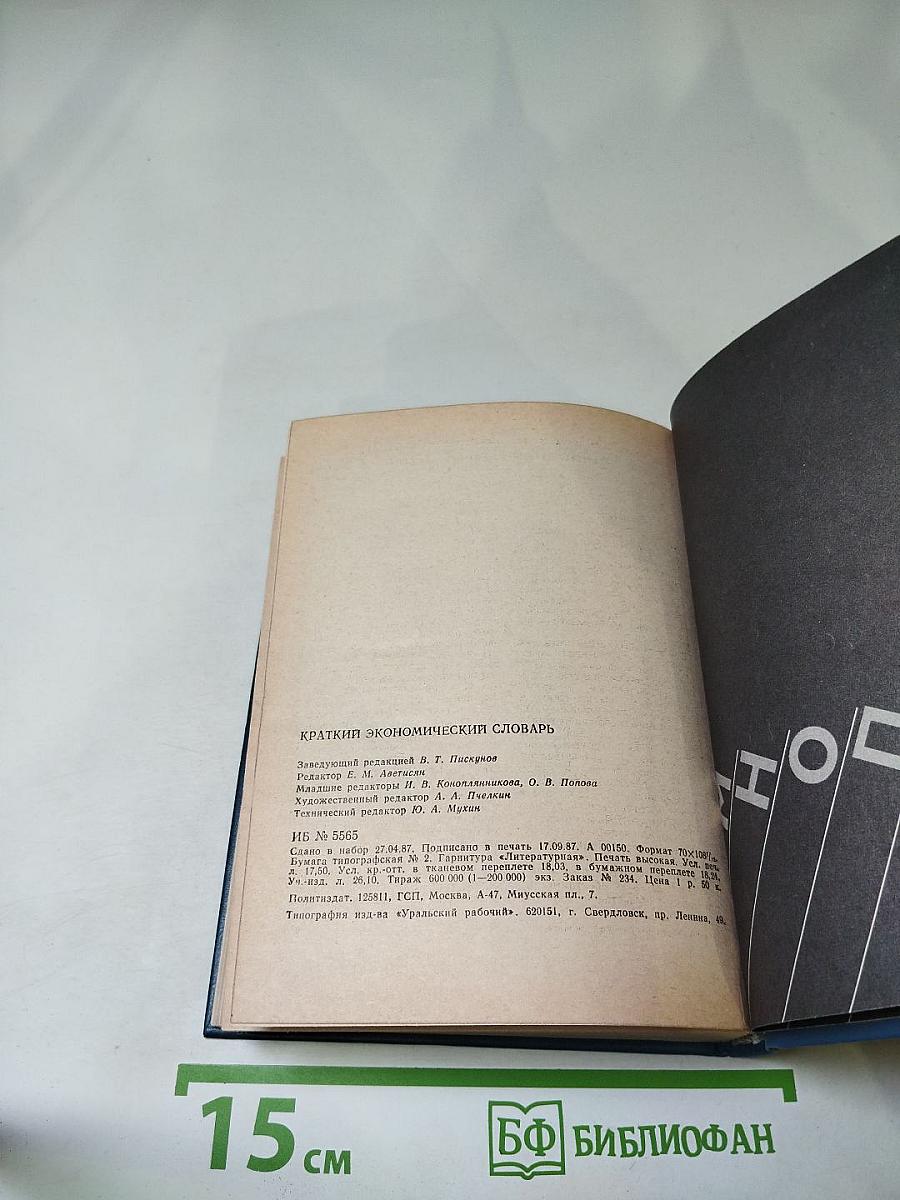 КРАТКИЙ ЭКОНОМИЧЕСКИЙ СЛОВАРЬ
Заведующий редакцией В. Т. Пискунов
Редактор Е. М. Аветисян
Младшие редакторы И. В. Коноплянникова, О. В. Попова
Художественный редактор А. А. Пчелкин
Технический редактор Ю. А. Мухин
ИБ № 5565
Сдано в набор 27.04.87. Подписано в печать 17.09.87. А 00150. Формат 70×108¹/₃₂.
Бумага типографская № 2. Гарнитура «Литературная». Печать высокая. Усл. печ.
л. 17,50. Усл. кр.-отт. в тканевом переплете 18,03, в бумажном переплете 18,24.
Уч.-изд. л. 26,10. Тираж 600 000 (1—200 000) экз. Заказ № 234. Цена 1 р. 50 к.
Политиздат. 125811, ГСП, Москва, А-47, Миусская пл., 7.
Типография изд-ва «Уральский рабочий». 620151, г. Свердловск, пр. Ленина, 49.
НОП
15 см
БФ БИБЛИОФАН